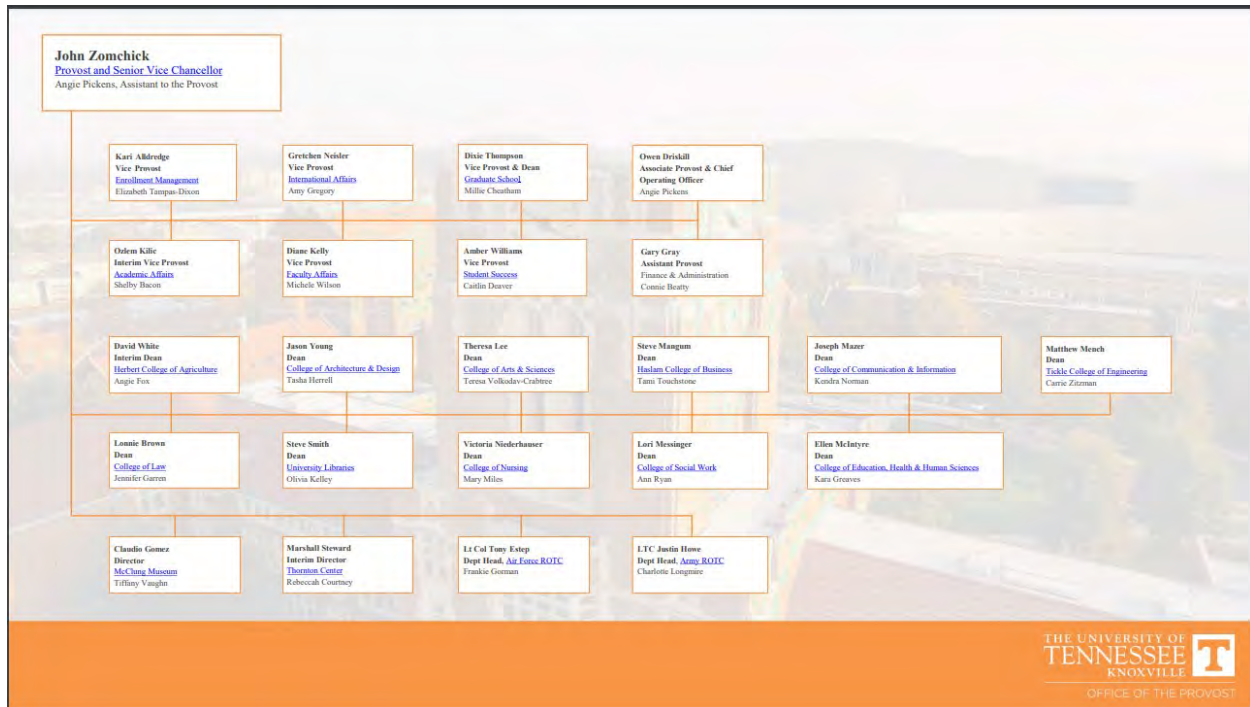 John Zomchick
Provost and Senior Vice Chancellor
Angie Pickens, Assistant to the Provost
Kari Alldredge
Vice Provost
Enrollment Management
Elizabeth Tampas-Dixon
Gretchen Neisler
Vice Provost
International Affairs
Amy Gregory
Dixie Thompson
Vice Provost & Dean
Graduate School
Millie Cheatham
Owen Driskill
Associate Provost & Chief
Operating Officer
Angie Pickens
Ozlem Kilic
Interim Vice Provost
Academic Affairs
Shelby Bacon
Diane Kelly
Vice Provost
Faculty Affairs
Michele Wilson
Amber Williams
Vice Provost
Student Success
Caitlin Deaver
Gary Gray
Assistant Provost
Finance & Administration
Connie Beatty
David White
Interim Dean
Herbert College of Agriculture
Angie Fox
Jason Young
Dean
College of Architecture & Design
Tasha Herrell
Theresa Lee
Dean
College of Arts & Sciences
Teresa Volkodav-Crabtree
Steve Mangum
Dean
Haslam College of Business
Tami Touchstone
Joseph Mazer
Dean
College of Communication & Information
Kendra Norman
Matthew Mench
Dean
Tickle College of Engineering
Carrie Zitzman
Lonnie Brown
Dean
College of Law
Jennifer Garren
Steve Smith
Dean
University Libraries
Olivia Kelley
Victoria Niederhauser
Dean
College of Nursing
Mary Miles
Lori Messinger
Dean
College of Social Work
Ann Ryan
Ellen McIntyre
Dean
College of Education, Health & Human Sciences
Kara Greaves
Claudio Gomez
Director
McClung Museum
Tiffany Vaughn
Marshall Steward
Interim Director
Thornton Center
Rebeccah Courtney
Lt Col Tony Estep
Dept Head, Air Force ROTC
Frankie Gorman
LTC Justin Howe
Dept Head, Army ROTC
Charlotte Longmire
THE UNIVERSITY OF
TENNESSEE
KNOXVILLE
T
OFFICE OF THE PROVOST